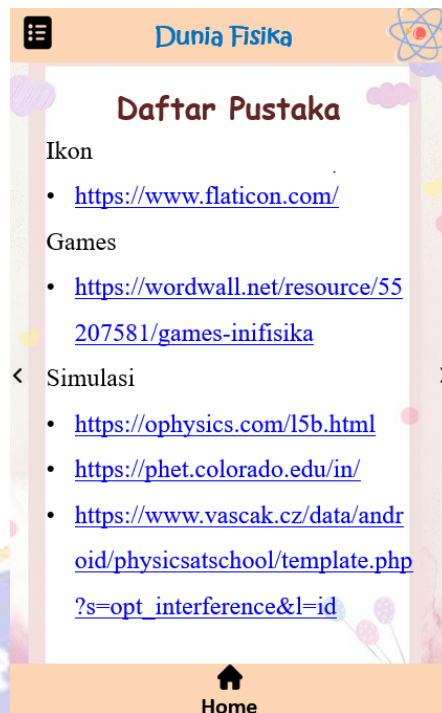 Dunia Fisika
Daftar Pustaka
Ikon
• https://www.flaticon.com/
Games
• https://wordwall.net/resource/55
207581/games-inifisika
Simulasi
• https://ophysics.com/l5b.html
• https://phet.colorado.edu/in/
• https://www.vascak.cz/data/andr
oid/physicsatschool/template.php
?s=opt_interference&l=id
Home